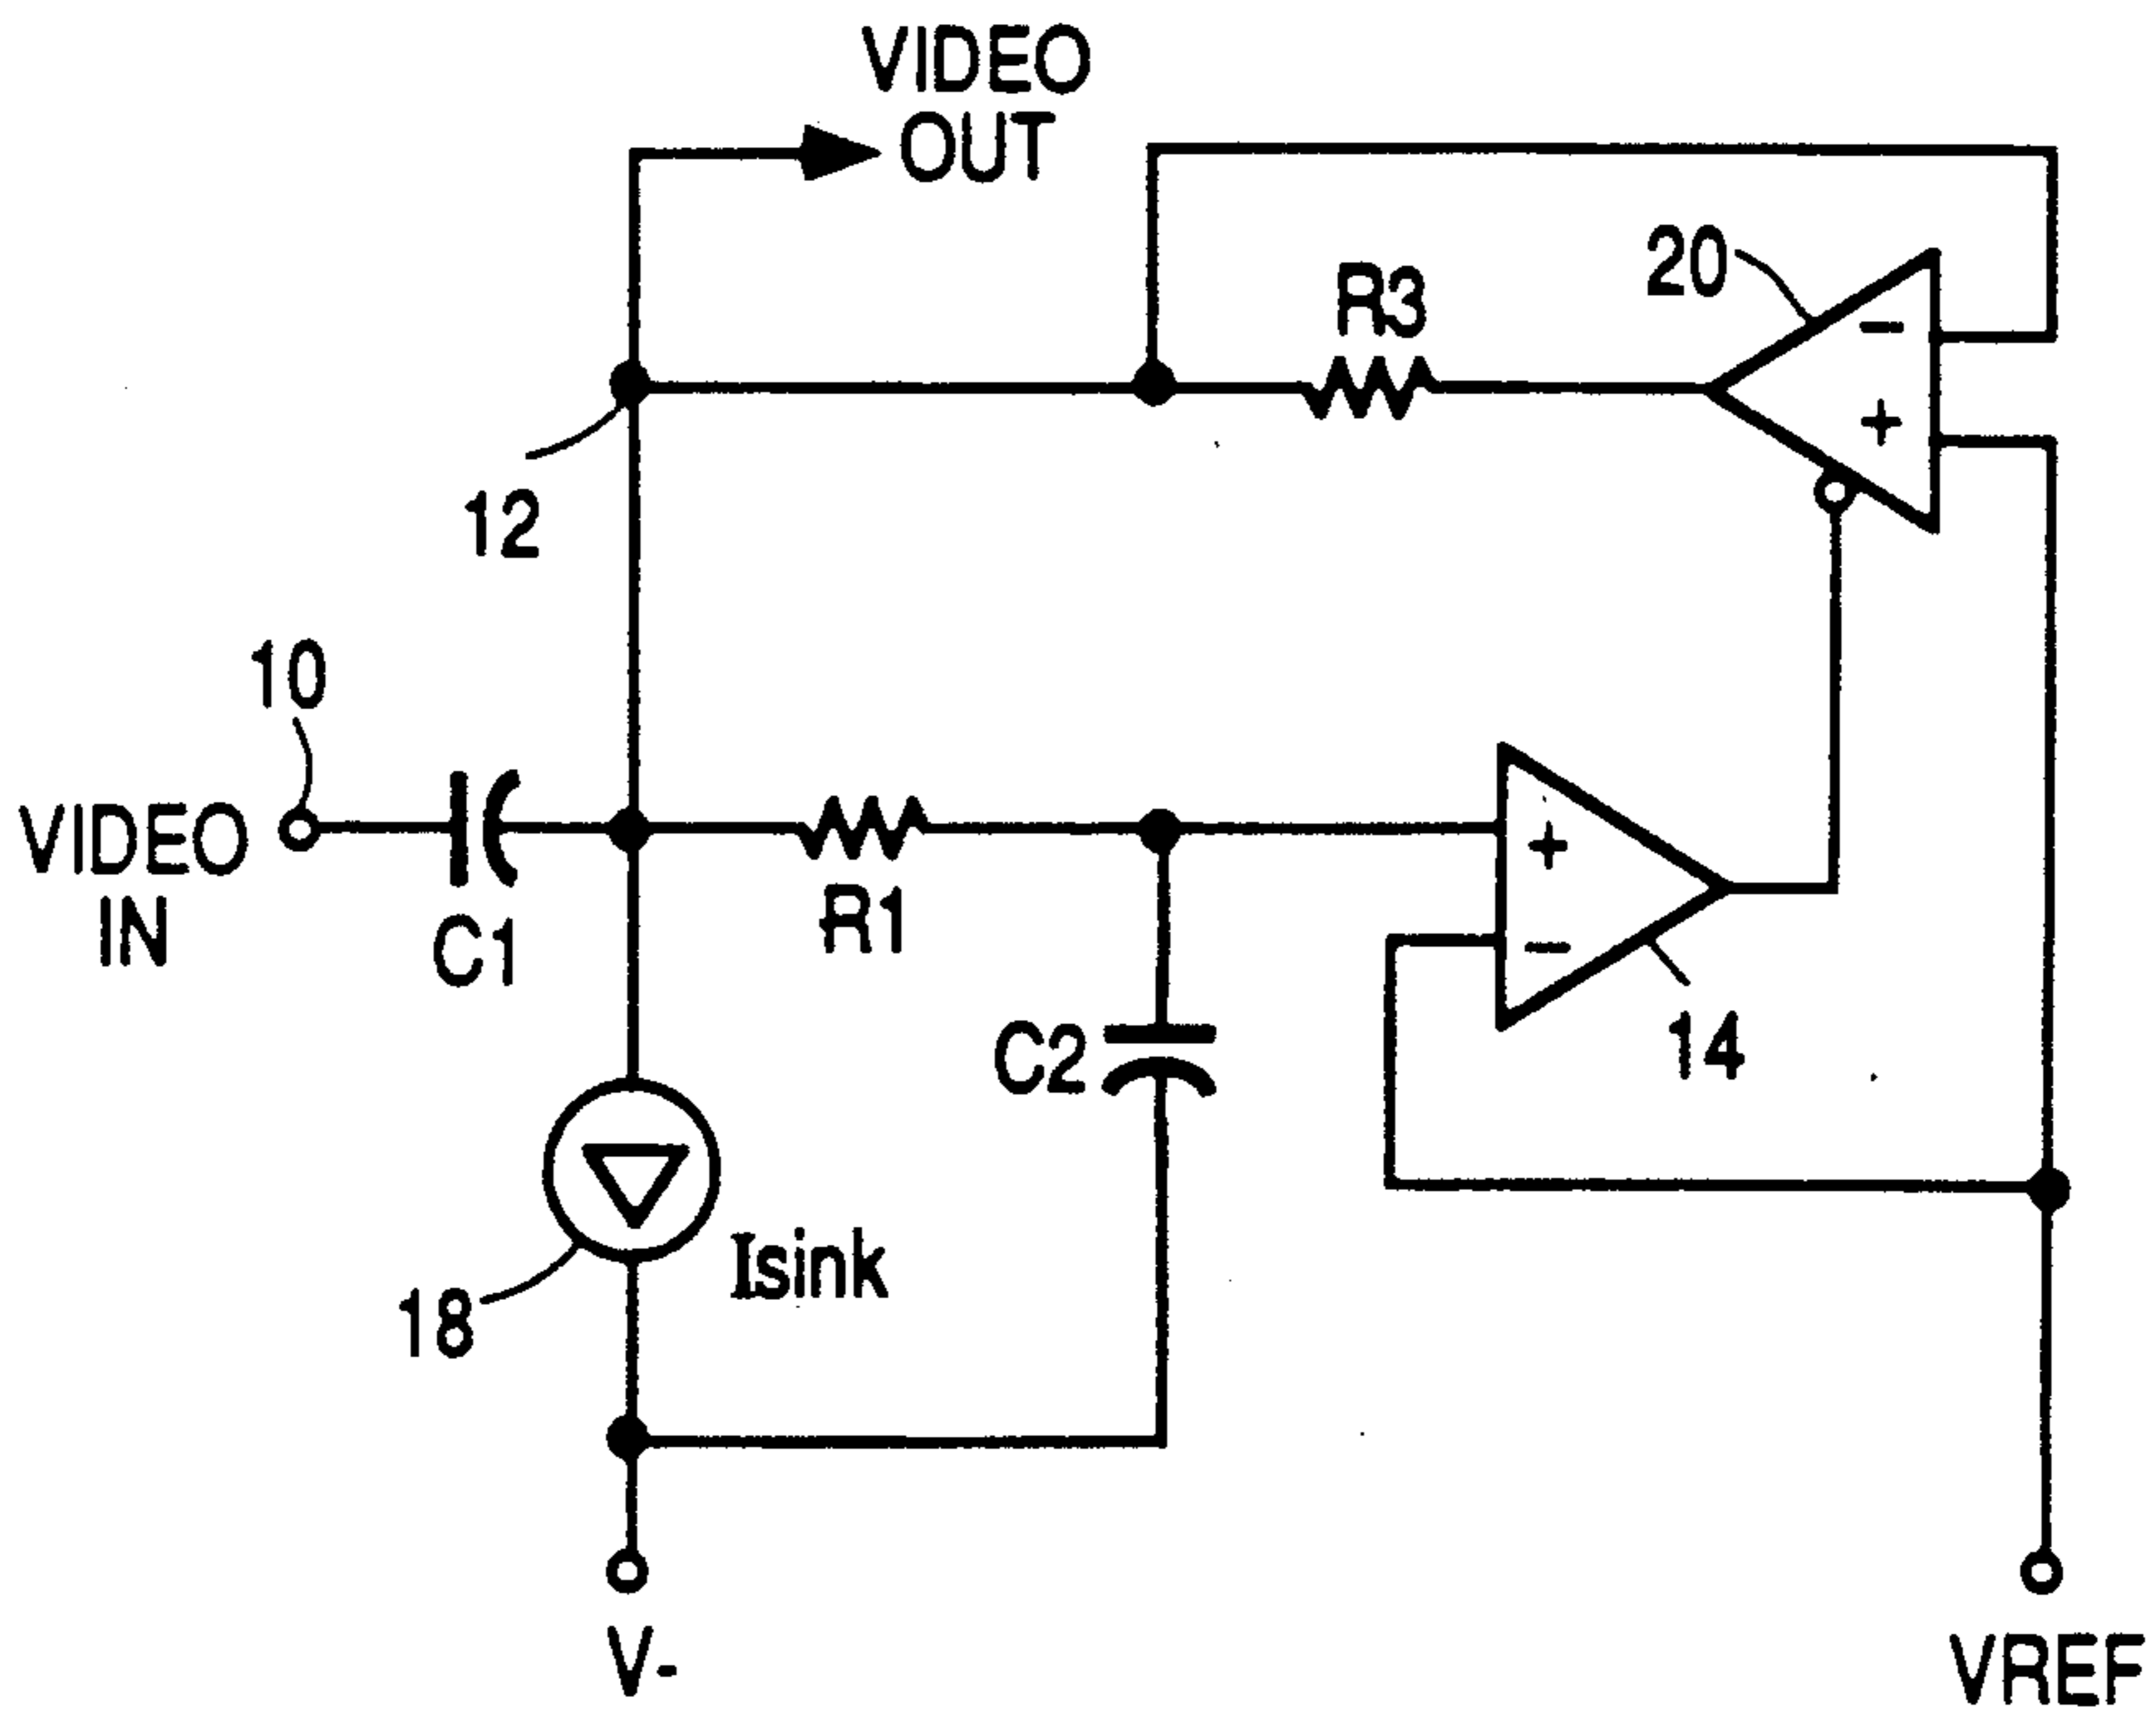 VIDEO
OUT
20
R3
-
+
12
10
VIDEO
IN
C1
R1
+
-
14
C2
Isink
18
V-
VREF